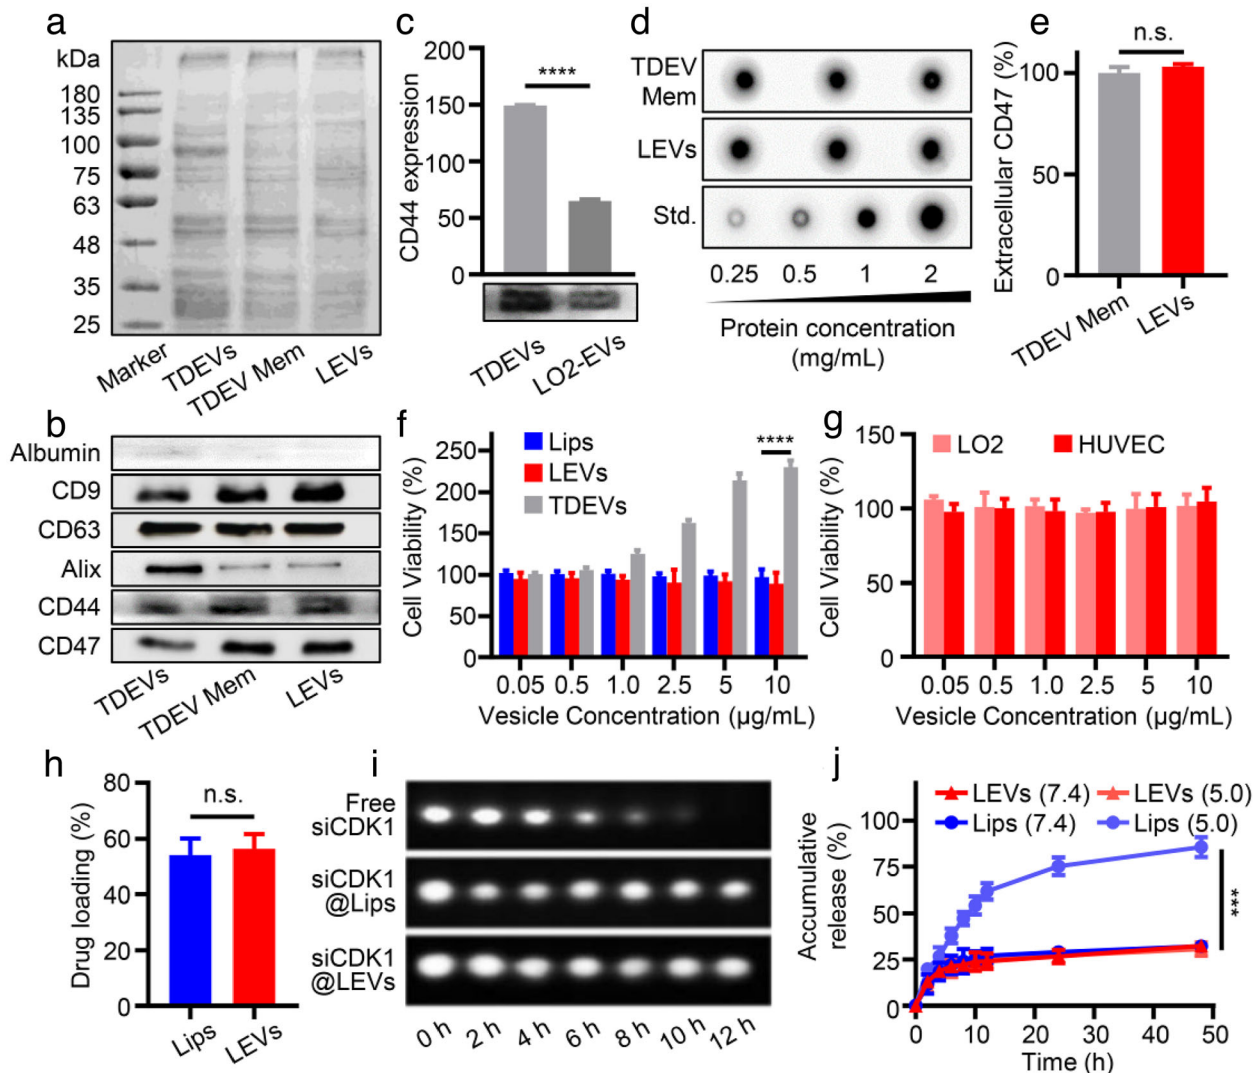 a
kDa
180
135
100
75
63
48
35
25
Marker
TDEVs
TDEV Mem
LEVs
b
Albumin
CD9
CD63
Alix
CD44
CD47
TDEVs
TDEV Mem
LEVs
c
CD44 expression
200
150
100
50
0
****
TDEVs
LO2-EVs
d
TDEV
Mem
LEVs
Std.
0.25 0.5 1 2
Protein concentration
(mg/mL)
e
Extracellular CD47 (%)
100
50
0
n.s.
TDEV Mem
LEVs
f
Cell Viability (%)
250
200
150
100
50
0
Lips
LEVs
TDEVs
****
0.05 0.5 1.0 2.5 5 10
Vesicle Concentration (μg/mL)
g
Cell Viability (%)
150
100
50
0
LO2 HUVEC
0.05 0.5 1.0 2.5 5 10
Vesicle Concentration (μg/mL)
h
Drug loading (%)
80
60
40
20
0
n.s.
Lips
LEVs
i
Free
siCDK1
siCDK1
@Lips
siCDK1
@LEVs
0 h 2 h 4 h 6 h 8 h 10 h 12 h
j
Accumulative
release (%)
100
75
50
25
0
LEVs (7.4) LEVs (5.0)
Lips (7.4) Lips (5.0)
***
0 10 20 30 40 50
Time (h)